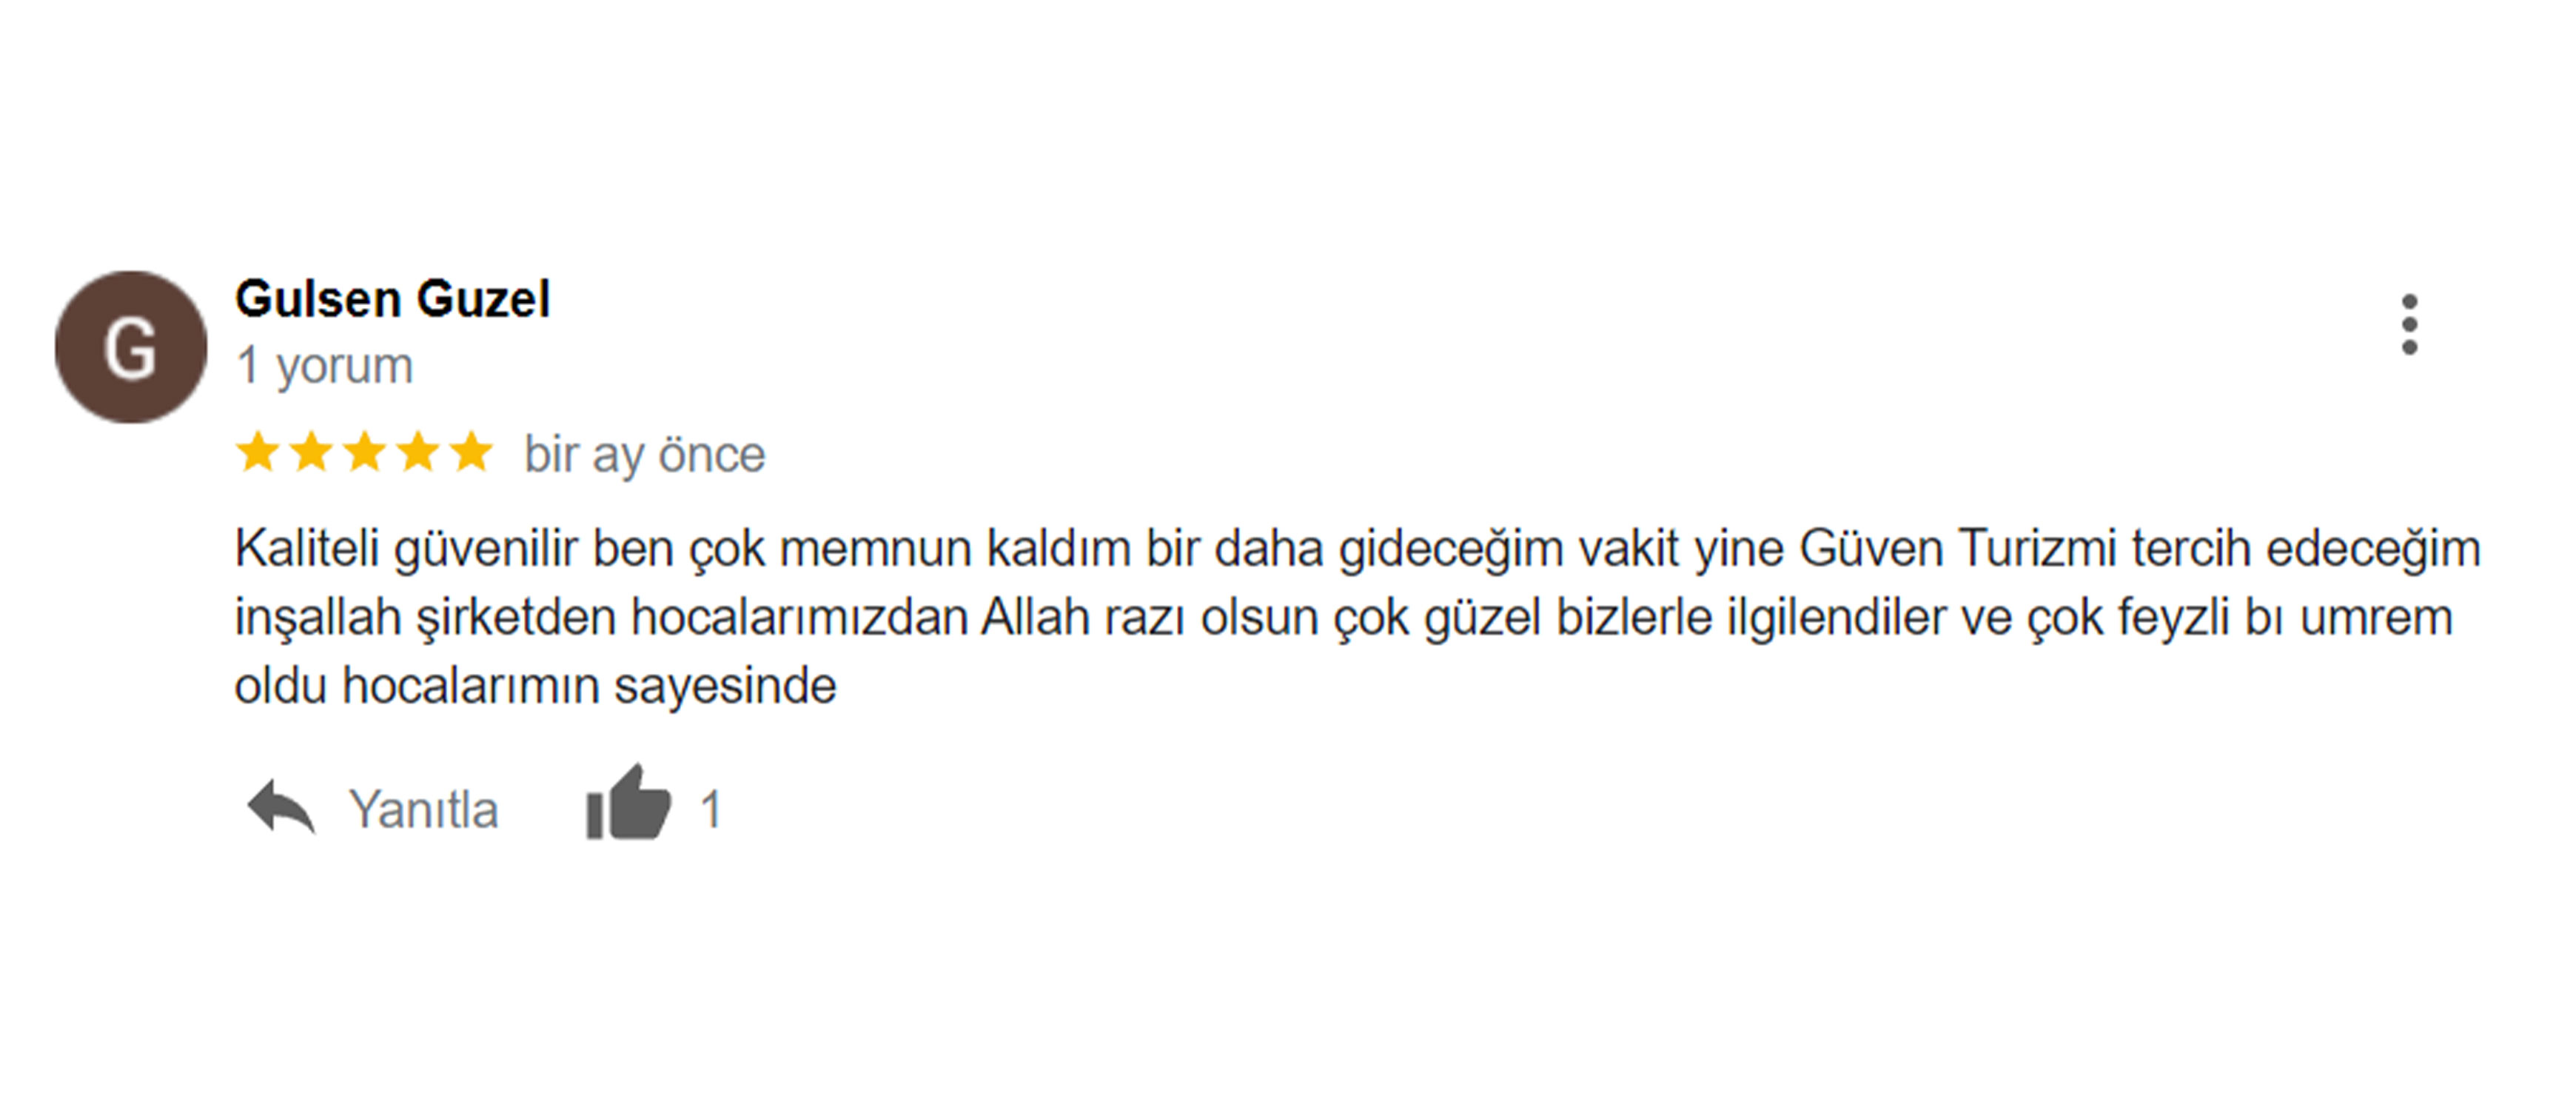 G
Gulsen Guzel
1 yorum
bir ay önce
Kaliteli güvenilir ben çok memnun kaldım bir daha gideceğim vakit yine Güven Turizmi tercih edeceğim
inşallah şirketden hocalarımızdan Allah razı olsun çok güzel bizlerle ilgilendiler ve çok feyzli bı umrem
oldu hocalarımın sayesinde
Yanıtla 1